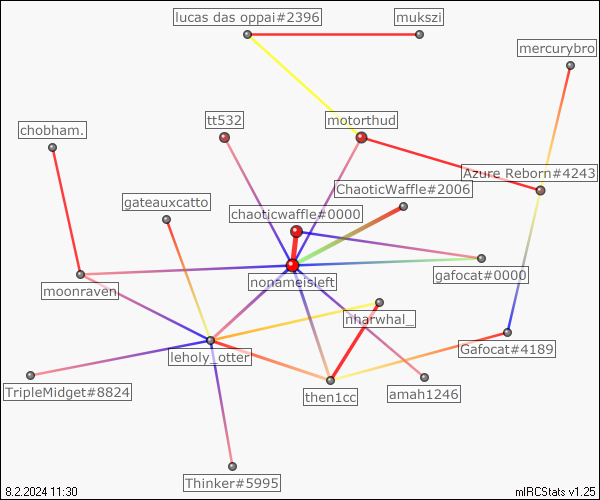 lucas das oppai#2396
mukszi
mercurybro
tt532
motorthud
chobham.
Azure Reborn#4243
ChaoticWaffle#2006
gateauxcatto
chaoticwaffle#0000
nonameisleft
gafocat#0000
moonraven
nnarwhal_
Gafocat#4189
leholy_otter
TripleMidget#8824
then1cc
amah1246
Thinker#5995
8.2.2024 11:30
mIRCStats v1.25